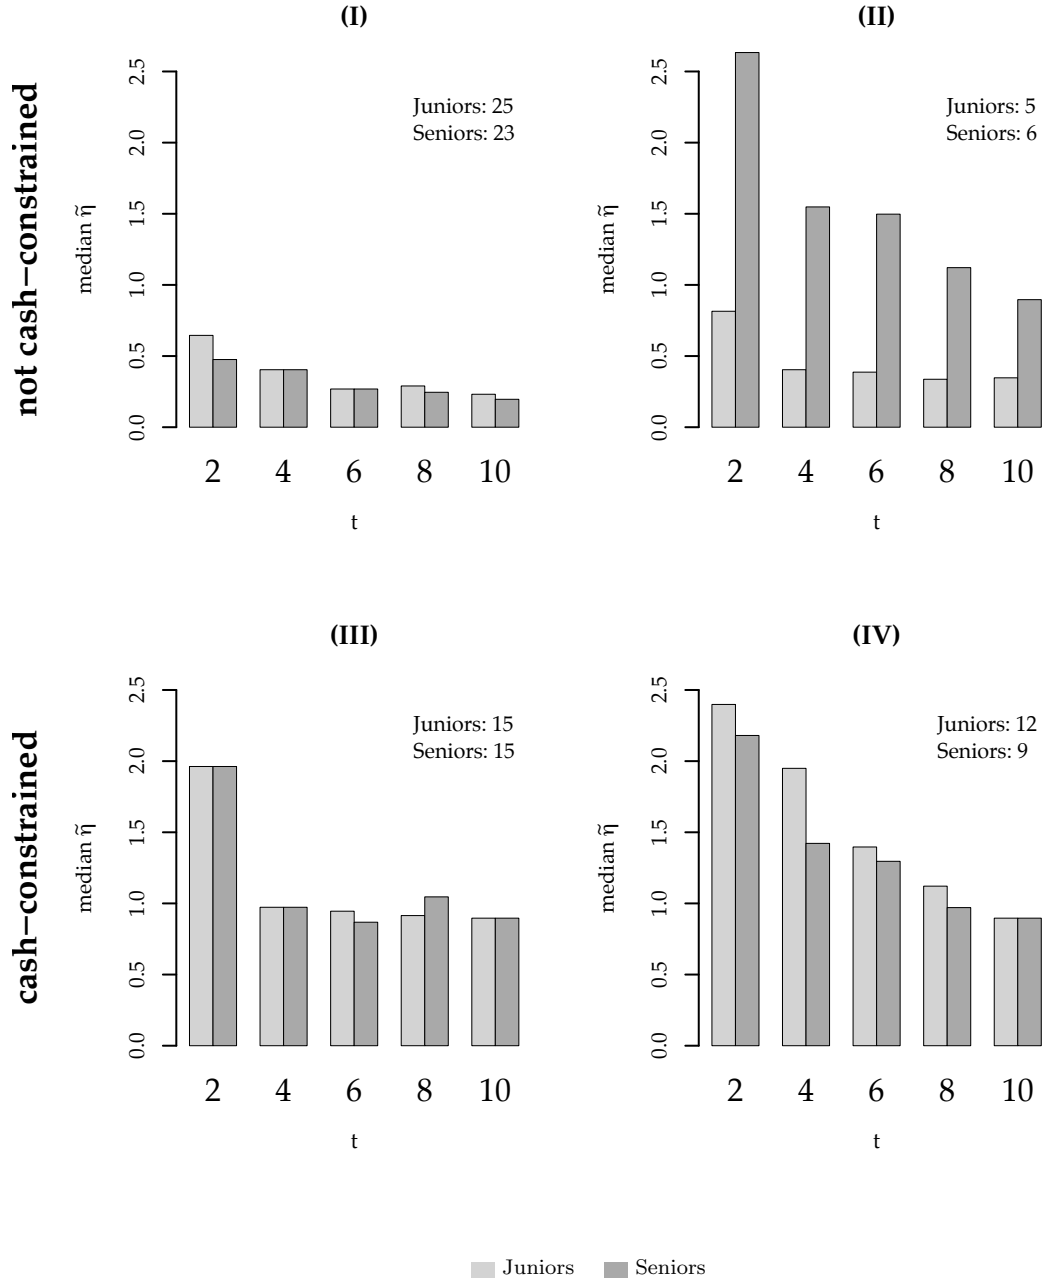 (I)
not cash−constrained
median η̃
0.0
0.5
1.0
1.5
2.0
2.5
Juniors: 25
Seniors: 23
2 4 6 8 10
t
(II)
median η̃
0.0
0.5
1.0
1.5
2.0
2.5
Juniors: 5
Seniors: 6
2 4 6 8 10
t
(III)
cash−constrained
median η̃
0.0
0.5
1.0
1.5
2.0
2.5
Juniors: 15
Seniors: 15
2 4 6 8 10
t
(IV)
median η̃
0.0
0.5
1.0
1.5
2.0
2.5
Juniors: 12
Seniors: 9
2 4 6 8 10
t
Juniors Seniors